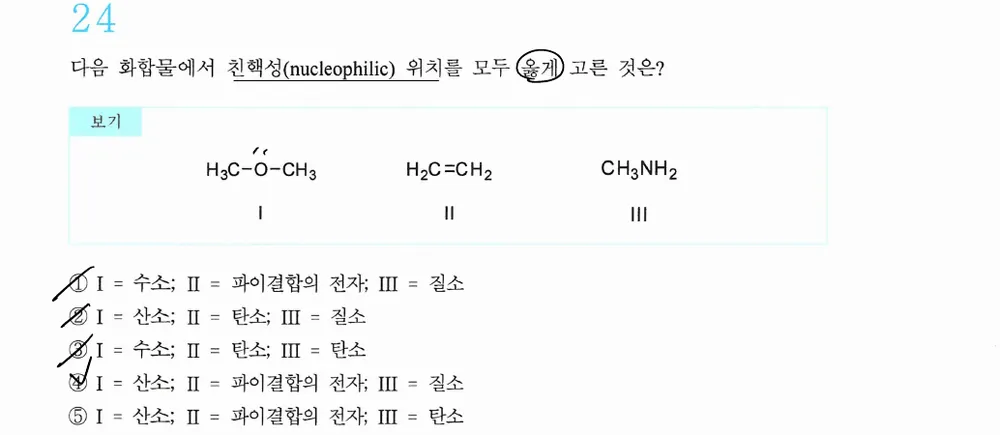 24
다음 화합물에서 친핵성(nucleophilic) 위치를 모두 옳게 고른 것은?
보기
H₃C-O-CH₃ H₂C=CH₂ CH₃NH₂
I II III
① I = 수소; II = 파이결합의 전자; III = 질소
② I = 산소; II = 탄소; III = 질소
③ I = 수소; II = 탄소; III = 탄소
④ I = 산소; II = 파이결합의 전자; III = 질소
⑤ I = 산소; II = 파이결합의 전자; III = 탄소